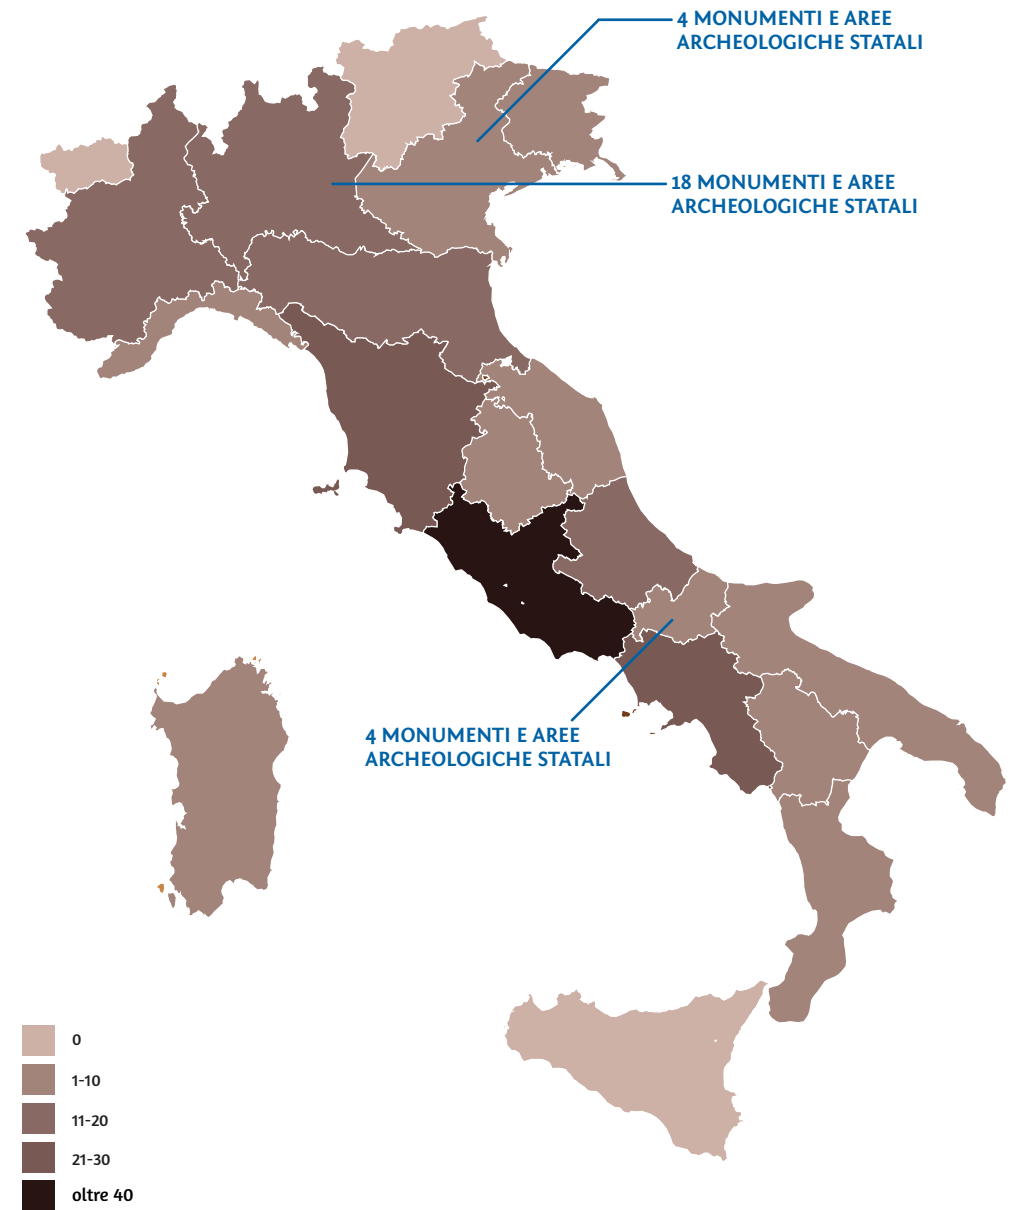 4 MONUMENTI E AREE
ARCHEOLOGICHE STATALI
18 MONUMENTI E AREE
ARCHEOLOGICHE STATALI
4 MONUMENTI E AREE
ARCHEOLOGICHE STATALI
0
1-10
11-20
21-30
oltre 40